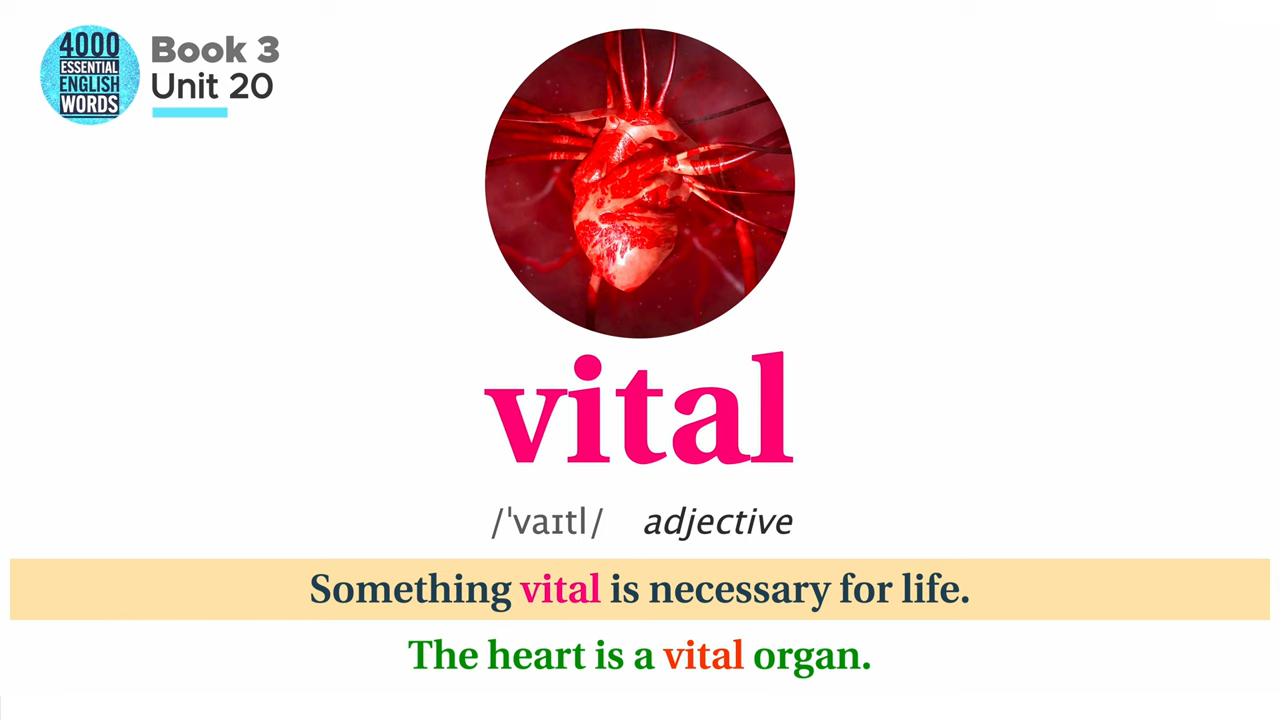 4000
ESSENTIAL
ENGLISH
WORDS
Book 3
Unit 20
vital
/ˈvaɪtl/ adjective
Something vital is necessary for life.
The heart is a vital organ.